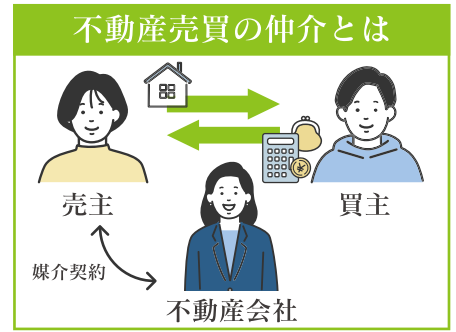 不動産売買の仲介とは
売主
買主
媒介契約
不動産会社
¥